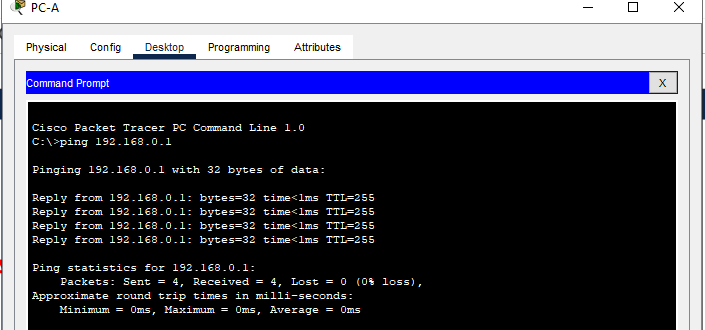 PC-A
Physical Config Desktop Programming Attributes
Command Prompt X
Cisco Packet Tracer PC Command Line 1.0
C:\>ping 192.168.0.1
Pinging 192.168.0.1 with 32 bytes of data:
Reply from 192.168.0.1: bytes=32 time<1ms TTL=255
Reply from 192.168.0.1: bytes=32 time<1ms TTL=255
Reply from 192.168.0.1: bytes=32 time<1ms TTL=255
Reply from 192.168.0.1: bytes=32 time<1ms TTL=255
Ping statistics for 192.168.0.1:
Packets: Sent = 4, Received = 4, Lost = 0 (0% loss),
Approximate round trip times in milli-seconds:
Minimum = 0ms, Maximum = 0ms, Average = 0ms